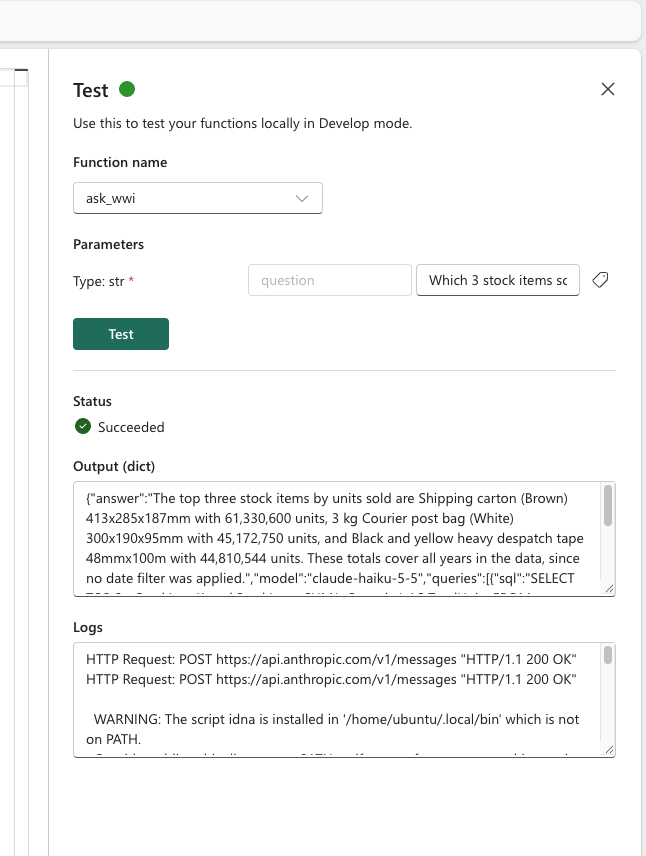 Test
Use this to test your functions locally in Develop mode.
Function name
ask_wwi
Parameters
Type: str *
question
Which 3 stock items sc
Test
Status
Succeeded
Output (dict)
{"answer":"The top three stock items by units sold are Shipping carton (Brown)
413x285x187mm with 61,330,600 units, 3 kg Courier post bag (White)
300x190x95mm with 45,172,750 units, and Black and yellow heavy despatch tape
48mmx100m with 44,810,544 units. These totals cover all years in the data, since
no date filter was applied.","model":"claude-haiku-5-5","queries":[{"sql":"SELECT
Logs
HTTP Request: POST https://api.anthropic.com/v1/messages "HTTP/1.1 200 OK"
HTTP Request: POST https://api.anthropic.com/v1/messages "HTTP/1.1 200 OK"
WARNING: The script idna is installed in '/home/ubuntu/.local/bin' which is not
on PATH.